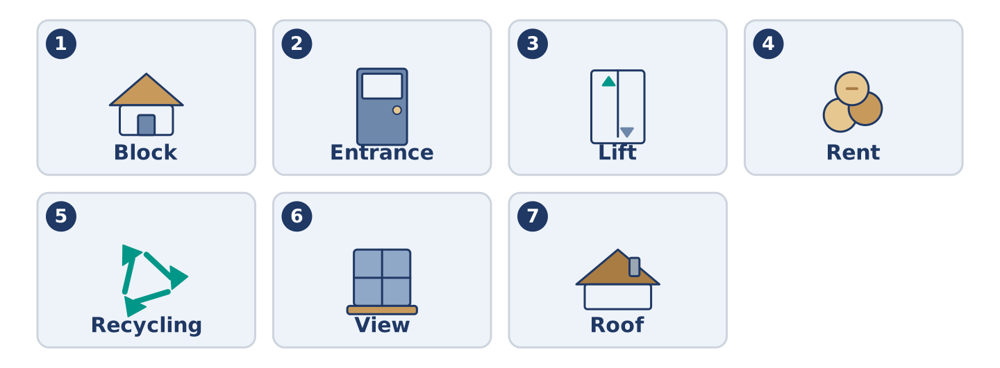 1
Block
2
Entrance
3
Lift
4
Rent
5
Recycling
6
View
7
Roof